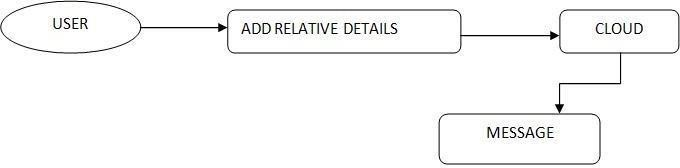 USER
ADD RELATIVE DETAILS
CLOUD
MESSAGE